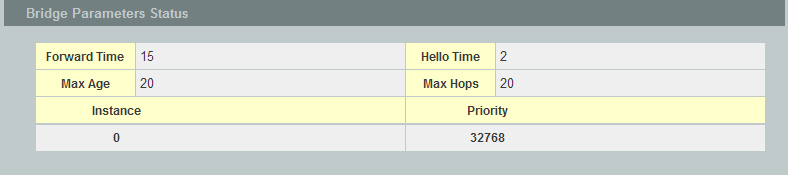 Bridge Parameters Status
Forward Time 15 Hello Time 2
Max Age 20 Max Hops 20
Instance Priority
0 32768